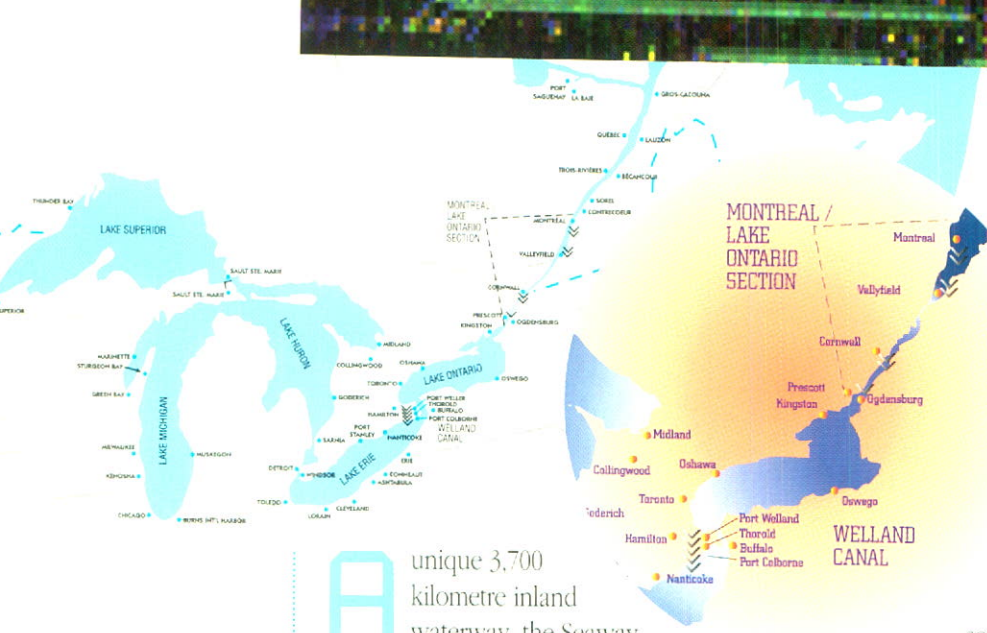 PORT
SAGUENAY LA BAIE
GROS-CACOUNA
QUÉBEC
LAUZON
TROIS-RIVIÈRES
BÉCANCOUR
SOREL
CONTRECOEUR
MONTREAL
LAKE
ONTARIO
SECTION
MONTRÉAL
VALLEYFIELD
CORNWALL
PRESCOTT
OGDENSBURG
KINGSTON
THUNDER BAY
LAKE SUPERIOR
SAULT STE. MARIE
SAULT STE. MARIE
SUPERIOR
LAKE HURON
MIDLAND
COLLINGWOOD
OSHAWA
LAKE ONTARIO
TORONTO
OSWEGO
MARINETTE
STURGEON BAY
GREEN BAY
GODERICH
HAMILTON
PORT WELLER
THOROLD
BUFFALO
PORT COLBORNE
WELLAND
CANAL
PORT
STANLEY
NANTICOKE
LAKE MICHIGAN
MILWAUKEE
MUSKEGON
SARNIA
KENOSHA
DETROIT
WINDSOR
LAKE ERIE
ERIE
CONNEAUT
ASHTABULA
TOLEDO
CLEVELAND
LORAIN
CHICAGO
BURNS INT'L HARBOR
MONTREAL /
LAKE
ONTARIO
SECTION
Montreal
Vallyfield
Cornwell
Prescott
Kingston
Ogdensburg
Midland
Collingwood
Oshawa
Toronto
Oswego
oderich
Hamilton
Port Welland
Thorold
Buffalo
Port Colborne
WELLAND
CANAL
Nanticoke
A unique 3,700
kilometre inland
waterway, the Seaway